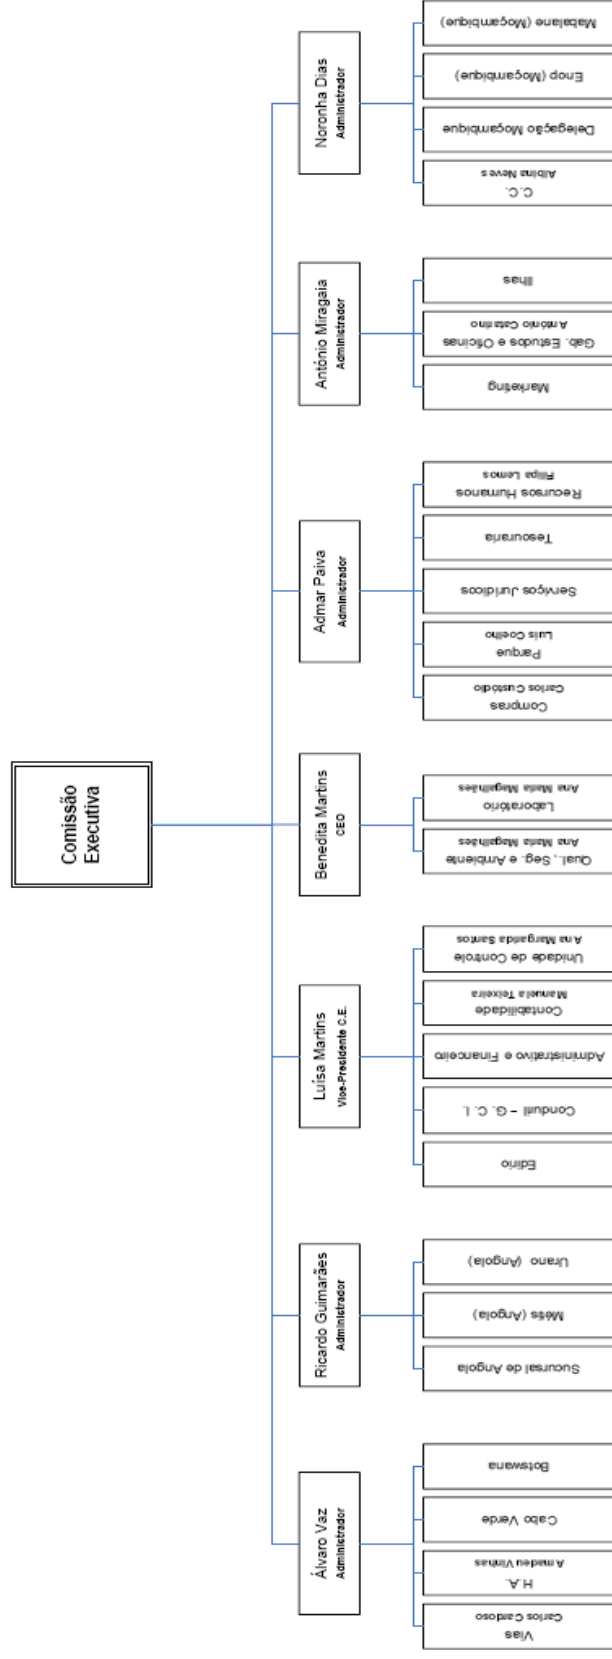 Comissão
Executiva
Álvaro Vaz
Administrador
Vias
Carlos Cardoso
H.A.
Amadeu Vinhas
Cabo Verde
Botswana
Ricardo Guimarães
Administrador
Sucursal de Angola
Métis (Angola)
Urano (Angola)
Luísa Martins
Vice-Presidente C.E.
Edirio
Conduril - G. C. I.
Administrativo e Financeiro
Contabilidade
Manuela Teixeira
Unidade de Controle
Ana Margarida Santos
Benedita Martins
CEO
Qual., Seg. e Ambiente
Ana Maria Magalhães
Laboratório
Ana Maria Magalhães
Admar Paiva
Administrador
Compras
Carlos Custódio
Parque
Luís Coelho
Serviços Jurídicos
Tesouraria
Recursos Humanos
Filipa Lemos
António Miragaia
Administrador
Marketing
Gab. Estudos e Oficinas
António Catarino
Ilhas
Noronha Dias
Administrador
C.C.
Albina Neves
Delegação Moçambique
Enop (Moçambique)
Mabalane (Moçambique)